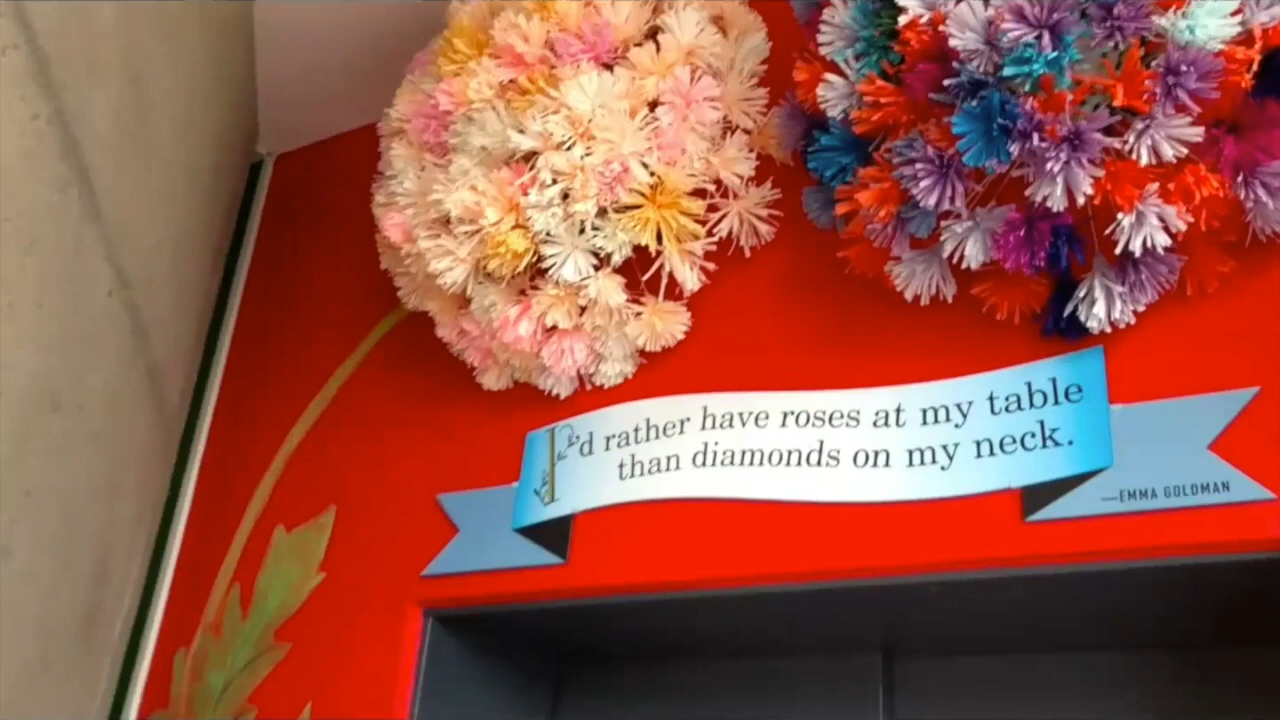 I'd rather have roses at my table
than diamonds on my neck.
—EMMA GOLDMAN